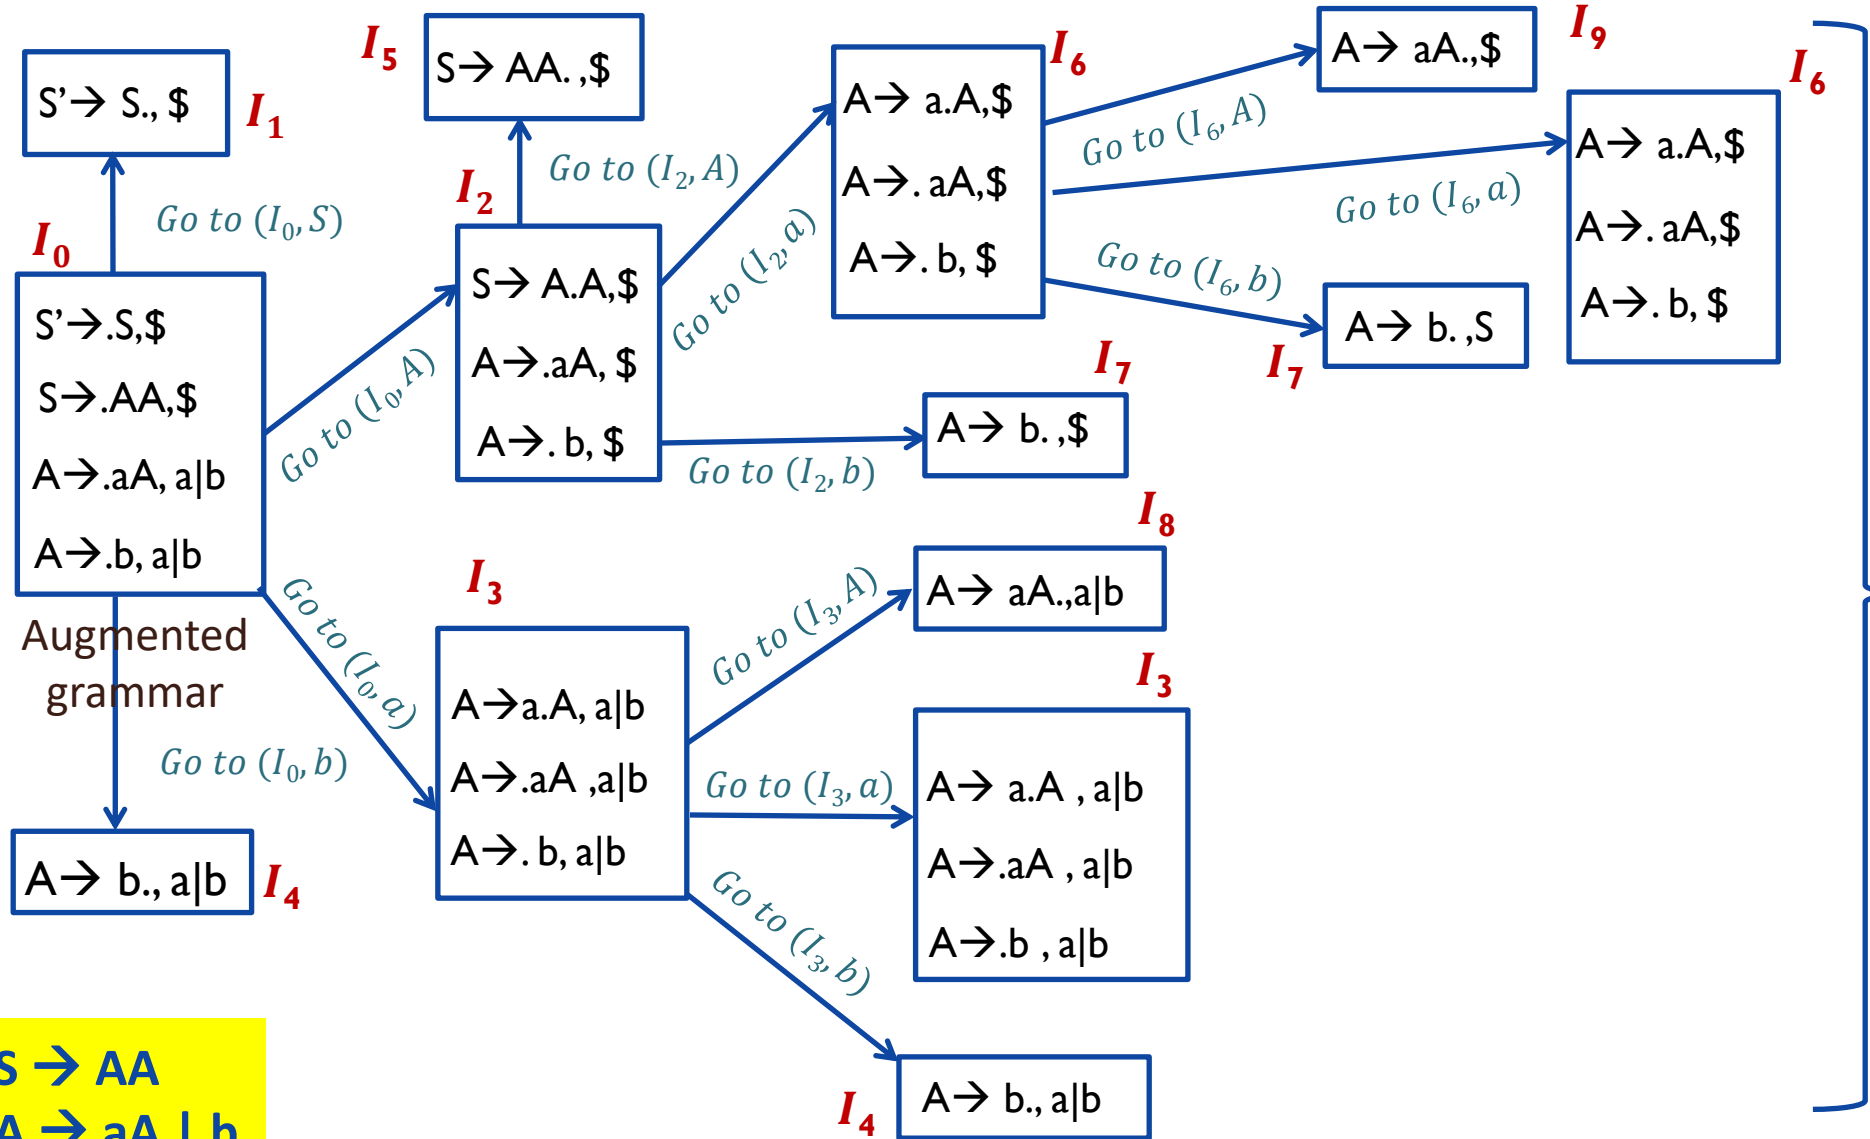 S'→ S., $
I1
Go to (I0, S)
I0
S'→.S,$
S→.AA,$
A→.aA, a|b
A→.b, a|b
Augmented
grammar
Go to (I0, b)
A→ b., a|b
I4
Go to (I0, A)
Go to (I0, a)
I5
S→ AA. ,$
Go to (I2, A)
I2
S→ A.A,$
A→.aA, $
A→. b, $
Go to (I2, a)
Go to (I2, b)
I6
A→ a.A,$
A→. aA,$
A→. b, $
I7
A→ b. ,$
Go to (I6, A)
I9
A→ aA.,$
Go to (I6, a)
I6
A→ a.A,$
A→. aA,$
A→. b, $
Go to (I6, b)
I7
A→ b. ,S
I3
A→a.A, a|b
A→.aA ,a|b
A→. b, a|b
Go to (I3, A)
I8
A→ aA.,a|b
Go to (I3, a)
I3
A→ a.A , a|b
A→.aA , a|b
A→.b , a|b
Go to (I3, b)
I4
A→ b., a|b
S → AA
A → aA | b